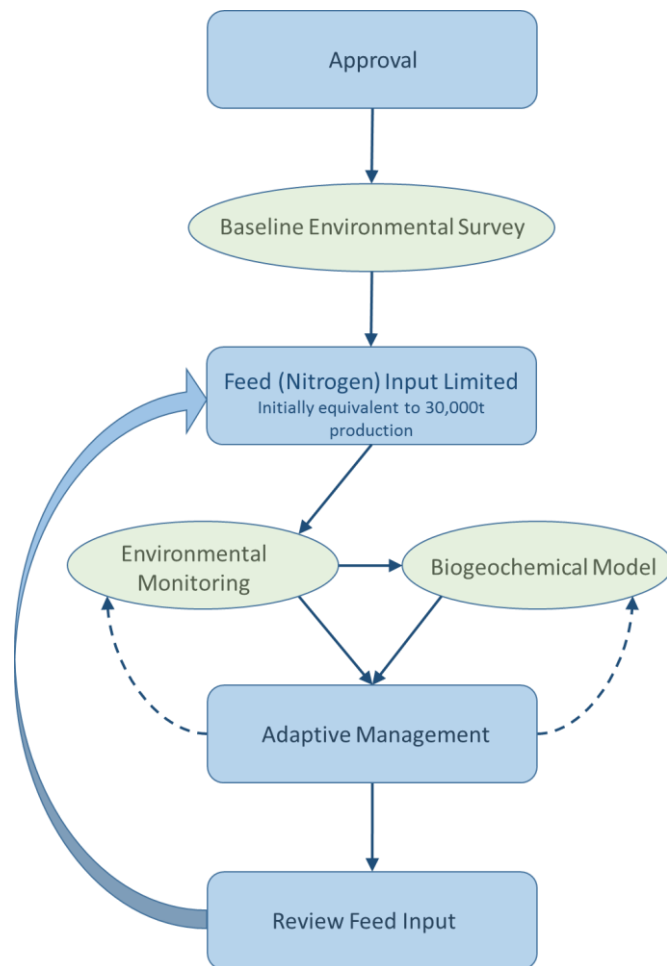 Approval
Baseline Environmental Survey
Feed (Nitrogen) Input Limited
Initially equivalent to 30,000t
production
Environmental
Monitoring
Biogeochemical Model
Adaptive Management
Review Feed Input